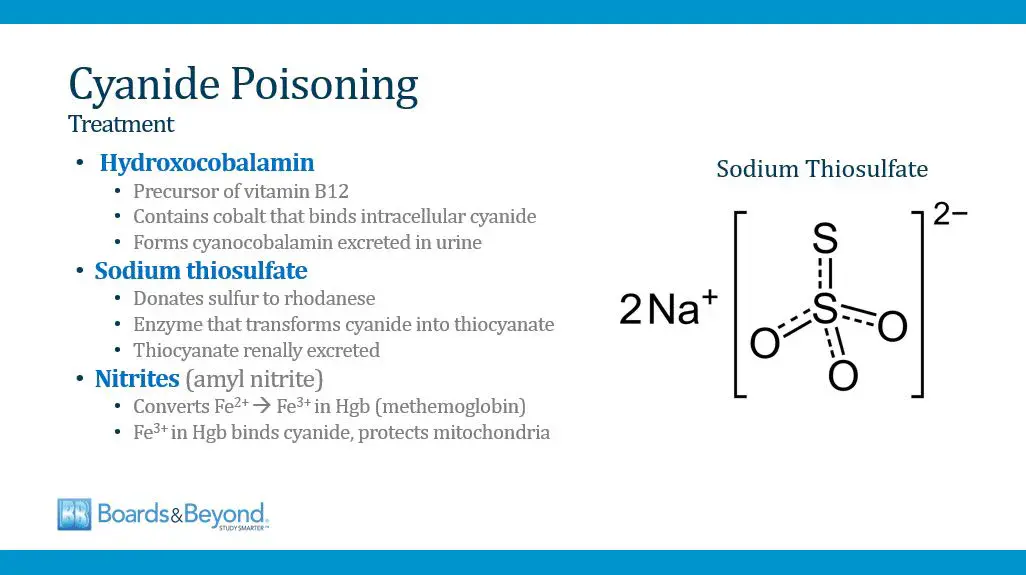 Cyanide Poisoning
Treatment
• Hydroxocobalamin
• Precursor of vitamin B12
• Contains cobalt that binds intracellular cyanide
• Forms cyanocobalamin excreted in urine
• Sodium thiosulfate
• Donates sulfur to rhodanese
• Enzyme that transforms cyanide into thiocyanate
• Thiocyanate renally excreted
• Nitrites (amyl nitrite)
• Converts Fe²⁺ → Fe³⁺ in Hgb (methemoglobin)
• Fe³⁺ in Hgb binds cyanide, protects mitochondria
Sodium Thiosulfate
2−
S
2Na⁺
S
O
O
O
BB Boards&Beyond.
STUDY SMARTER™